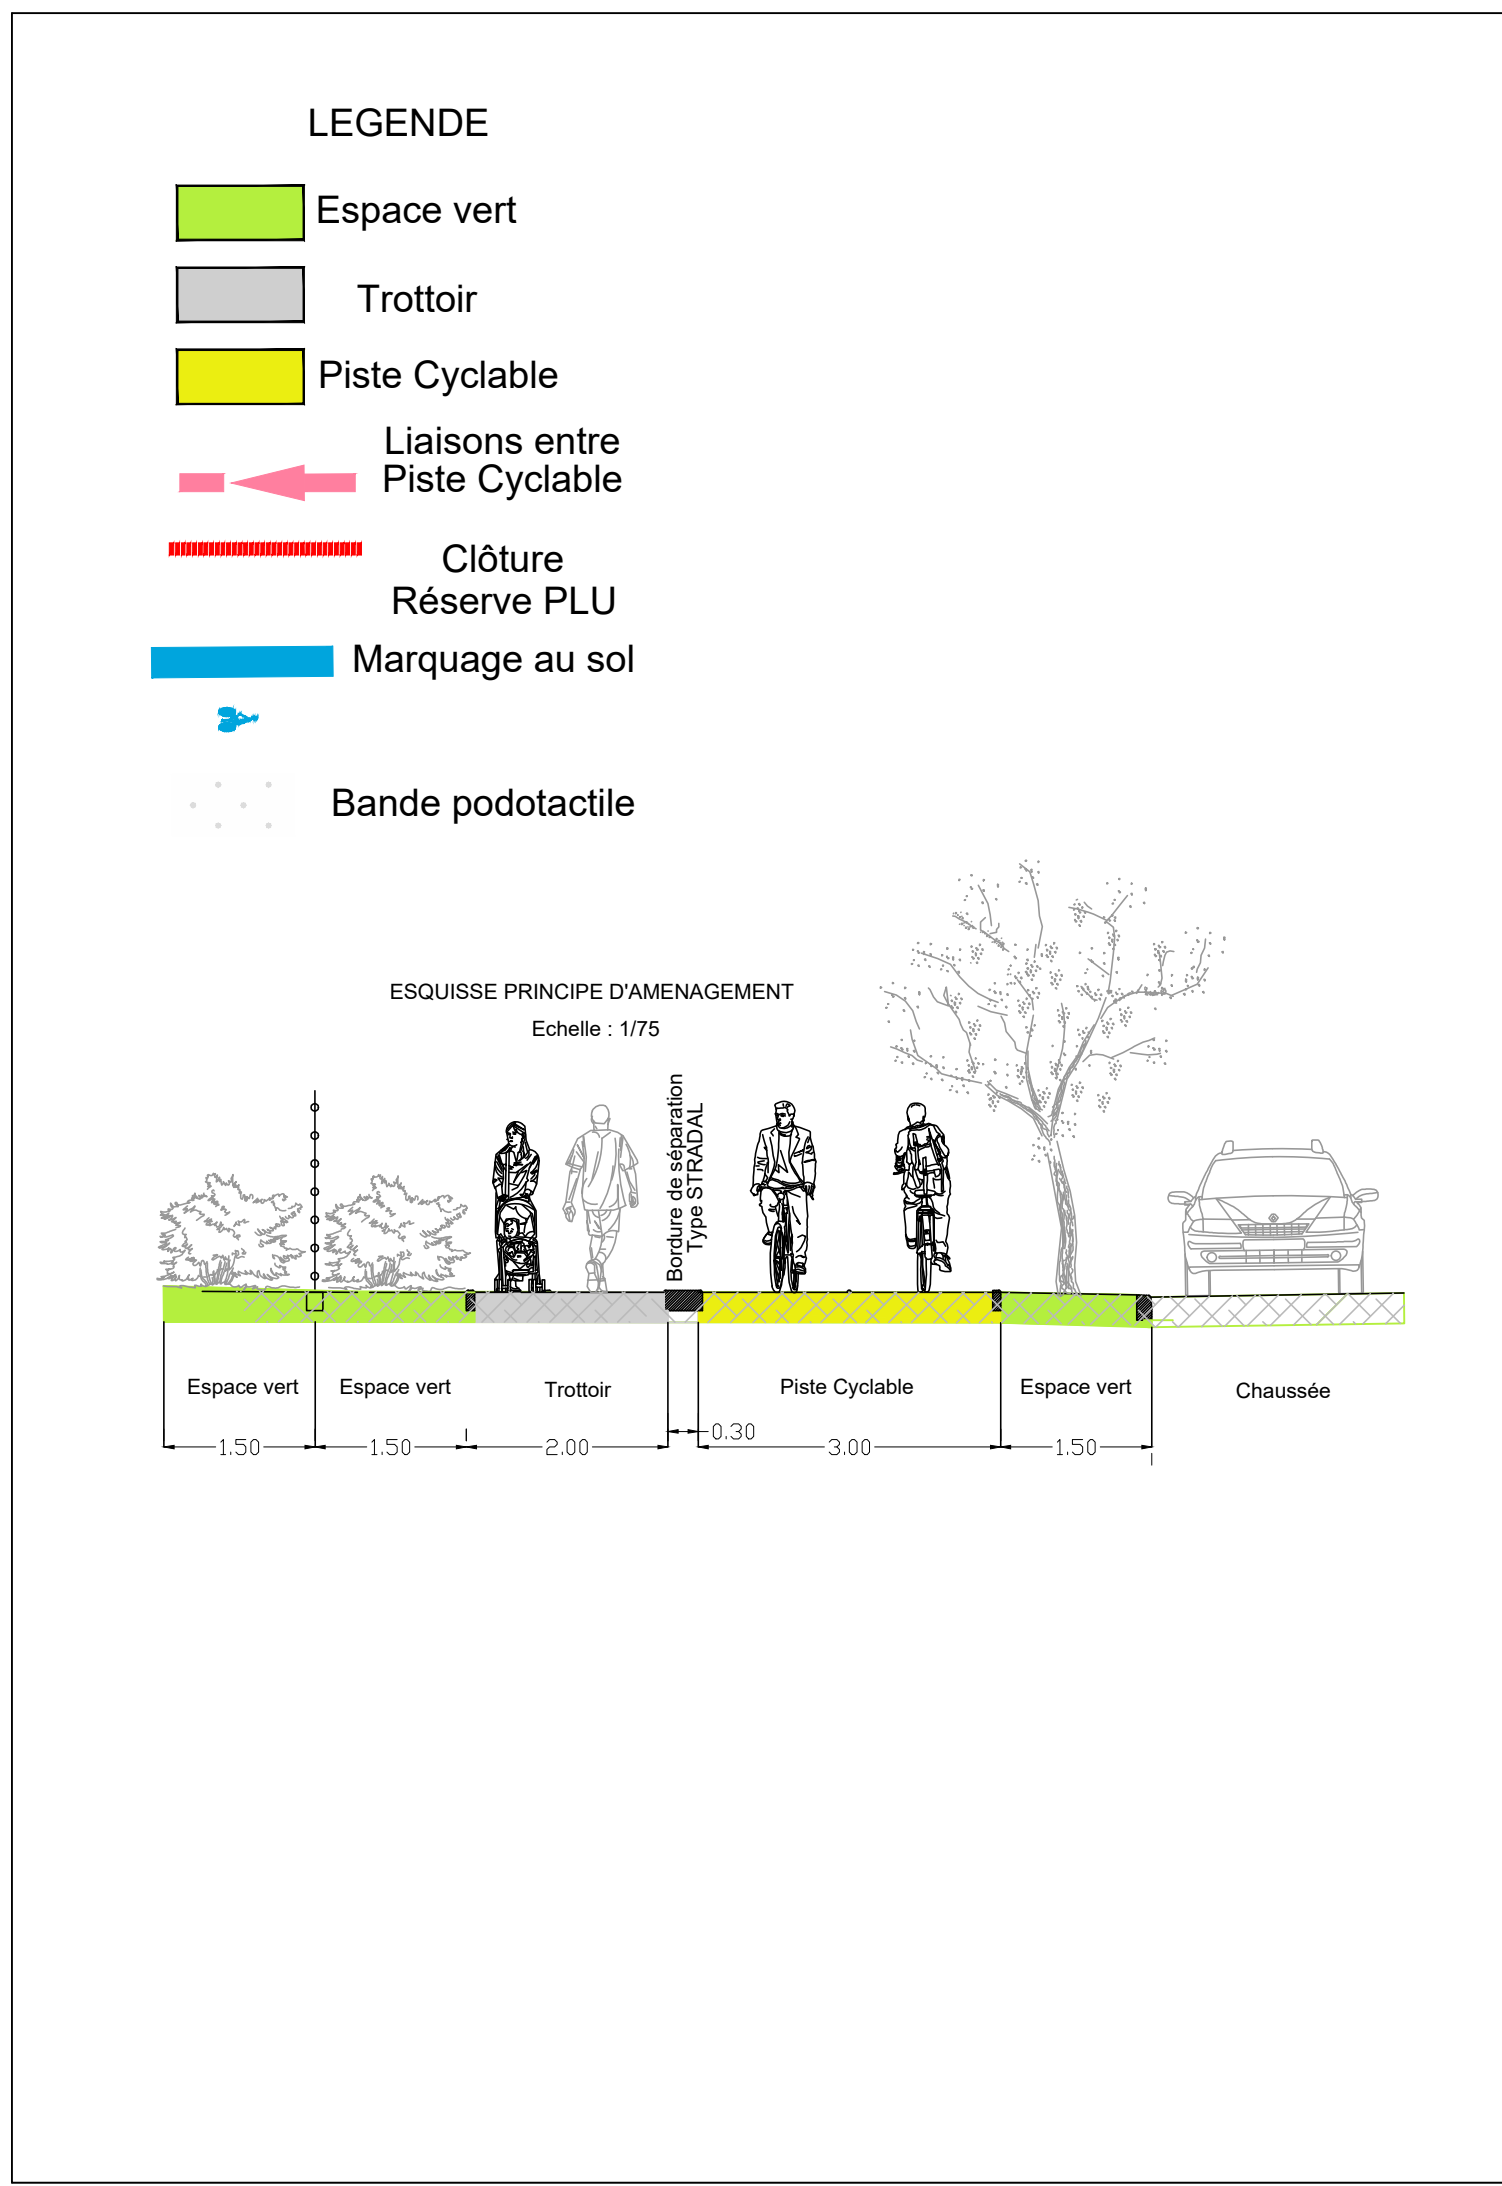 LEGENDE
Espace vert
Trottoir
Piste Cyclable
Liaisons entre
Piste Cyclable
Clôture
Réserve PLU
Marquage au sol
Bande podotactile
ESQUISSE PRINCIPE D'AMENAGEMENT
Echelle : 1/75
Bordure de séparation
Type STRADAL
Espace vert
Espace vert
Trottoir
Piste Cyclable
Espace vert
Chaussée
1.50
1.50
2.00
0.30
3.00
1.50